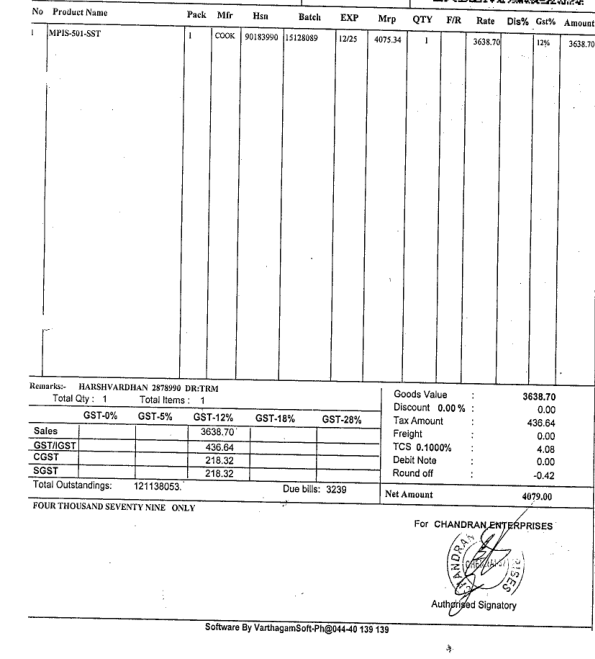 No Product Name Pack Mfr Hsn Batch EXP Mrp QTY F/R Rate Dis% Gst% Amount
1 MPIS-501-SST 1 COOK 90183990 15128089 12/25 4075.34 1 3638.70 12% 3638.70
Remarks:- HARSHVARDHAN 2878990 DR:TRM
Total Qty : 1 Total Items : 1
GST-0% GST-5% GST-12% GST-18% GST-28%
Sales 3638.70
GST/IGST 436.64
CGST 218.32
SGST 218.32
Total Outstandings: 121138053. Due bills: 3239
Goods Value : 3638.70
Discount 0.00 % : 0.00
Tax Amount : 436.64
Freight : 0.00
TCS 0.1000% : 4.08
Debit Note : 0.00
Round off : -0.42
Net Amount 4079.00
FOUR THOUSAND SEVENTY NINE ONLY
For CHANDRAN ENTERPRISES
Authorised Signatory
Software By VarthagamSoft-Ph@044-40 139 139